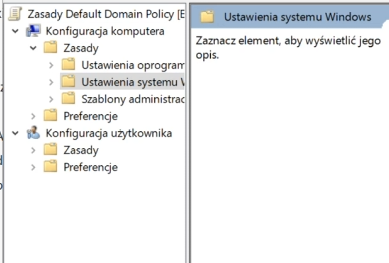 Zasady Default Domain Policy [E
Konfiguracja komputera
Zasady
Ustawienia oprogram
Ustawienia systemu
Szablony administrac
Preferencje
Konfiguracja użytkownika
Zasady
Preferencje
Ustawienia systemu Windows
Zaznacz element, aby wyświetlić jego
opis.